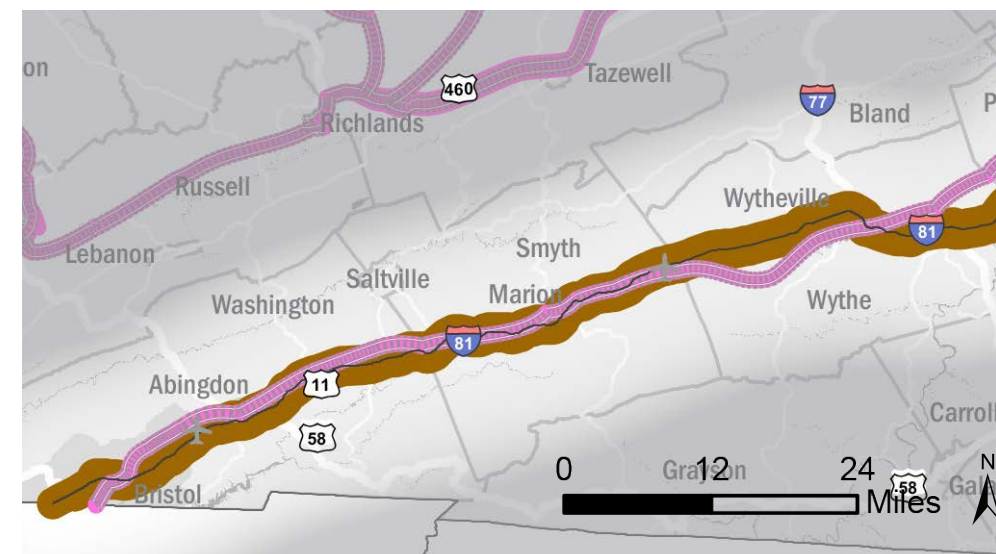 on
Tazewell
460
77
Bland
P
Richlands
Russell
Wytheville
81
Lebanon
Smyth
Saltville
Washington
Marion
Wythe
81
Abingdon
11
58
Carroll
0 12 24
Grayson
N
Bristol
58
Gala
Miles